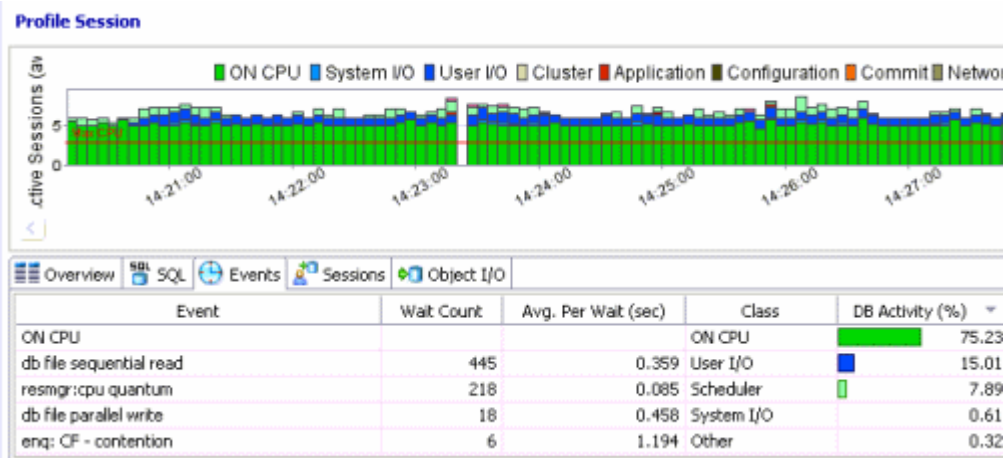 Profile Session
ON CPU System I/O User I/O Cluster Application Configuration Commit Networ
.ctive Sessions (av
5
Max CPU
0
14:21:00 14:22:00 14:23:00 14:24:00 14:25:00 14:26:00 14:27:00
Overview SQL SQL Events Sessions Object I/O
Event Wait Count Avg. Per Wait (sec) Class DB Activity (%)
ON CPU ON CPU 75.23
db file sequential read 445 0.359 User I/O 15.01
resmgr:cpu quantum 218 0.085 Scheduler 7.89
db file parallel write 18 0.458 System I/O 0.61
enq: CF - contention 6 1.194 Other 0.32